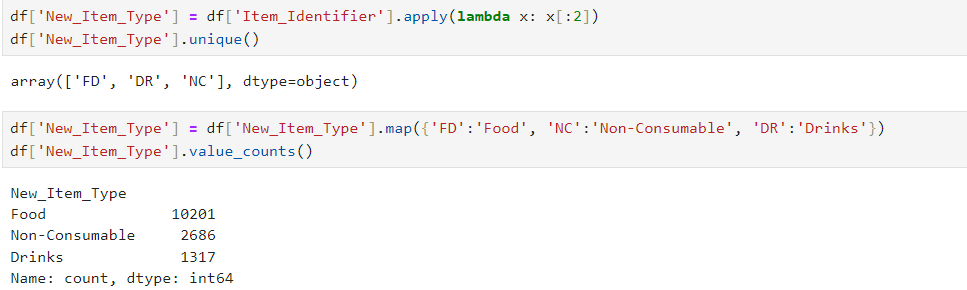 df['New_Item_Type'] = df['Item_Identifier'].apply(lambda x: x[:2])
df['New_Item_Type'].unique()
array(['FD', 'DR', 'NC'], dtype=object)
df['New_Item_Type'] = df['New_Item_Type'].map({'FD':'Food', 'NC':'Non-Consumable', 'DR':'Drinks'})
df['New_Item_Type'].value_counts()
New_Item_Type
Food 10201
Non-Consumable 2686
Drinks 1317
Name: count, dtype: int64